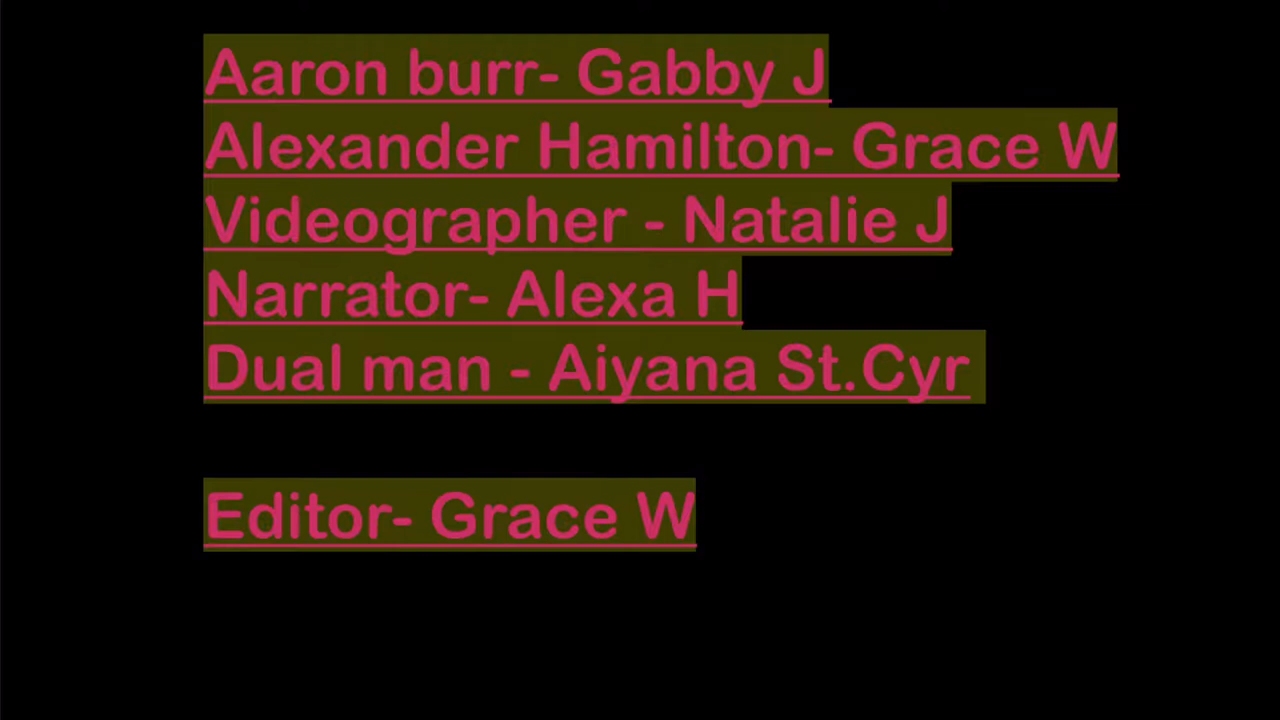 Aaron burr- Gabby J
Alexander Hamilton- Grace W
Videographer - Natalie J
Narrator- Alexa H
Dual man - Aiyana St.Cyr
Editor- Grace W